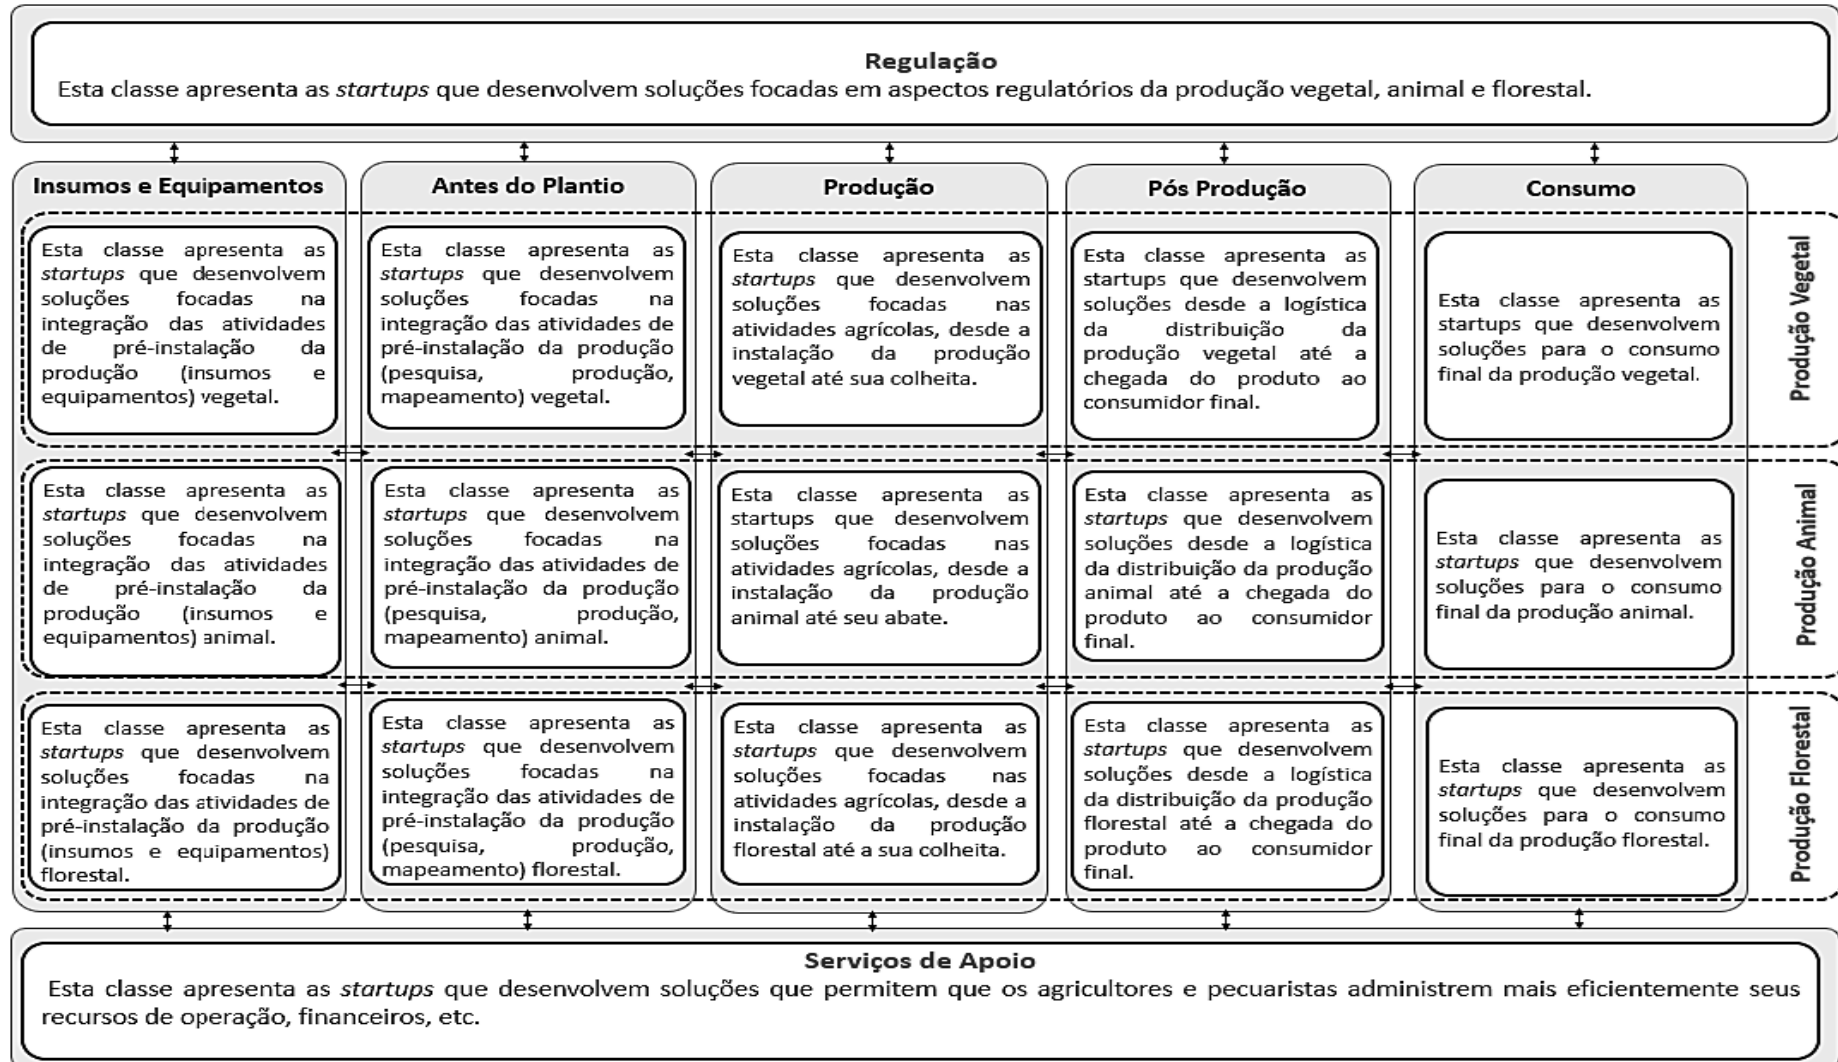 Regulação
Esta classe apresenta as startups que desenvolvem soluções focadas em aspectos regulatórios da produção vegetal, animal e florestal.
Insumos e Equipamentos
Antes do Plantio
Produção
Pós Produção
Consumo
Esta classe apresenta as
startups que desenvolvem
soluções focadas na
integração das atividades
de pré-instalação da
produção (insumos e
equipamentos) vegetal.
Esta classe apresenta as
startups que desenvolvem
soluções focadas na
integração das atividades de
pré-instalação da produção
(pesquisa, produção,
mapeamento) vegetal.
Esta classe apresenta as
startups que desenvolvem
soluções focadas nas
atividades agrícolas, desde a
instalação da produção
vegetal até sua colheita.
Esta classe apresenta as
startups que desenvolvem
soluções desde a logística
da distribuição da
produção vegetal até a
chegada do produto ao
consumidor final.
Esta classe apresenta as
startups que desenvolvem
soluções para o consumo
final da produção vegetal.
Produção Vegetal
Esta classe apresenta as
startups que desenvolvem
soluções focadas na
integração das atividades
de pré-instalação da
produção (insumos e
equipamentos) animal.
Esta classe apresenta as
startups que desenvolvem
soluções focadas na
integração das atividades de
pré-instalação da produção
(pesquisa, produção,
mapeamento) animal.
Esta classe apresenta as
startups que desenvolvem
soluções focadas nas
atividades agrícolas, desde a
instalação da produção
animal até seu abate.
Esta classe apresenta as
startups que desenvolvem
soluções desde a logística
da distribuição da produção
animal até a chegada do
produto ao consumidor
final.
Esta classe apresenta as
startups que desenvolvem
soluções para o consumo
final da produção animal.
Produção Animal
Esta classe apresenta as
startups que desenvolvem
soluções focadas na
integração das atividades de
pré-instalação da produção
(insumos e equipamentos)
florestal.
Esta classe apresenta as
startups que desenvolvem
soluções focadas na
integração das atividades de
pré-instalação da produção
(pesquisa, produção,
mapeamento) florestal.
Esta classe apresenta as
startups que desenvolvem
soluções focadas nas
atividades agrícolas, desde a
instalação da produção
florestal até a sua colheita.
Esta classe apresenta as
startups que desenvolvem
soluções desde a logística
da distribuição da produção
florestal até a chegada do
produto ao consumidor
final.
Esta classe apresenta as
startups que desenvolvem
soluções para o consumo
final da produção florestal.
Produção Florestal
Serviços de Apoio
Esta classe apresenta as startups que desenvolvem soluções que permitem que os agricultores e pecuaristas administrem mais eficientemente seus
recursos de operação, financeiros, etc.